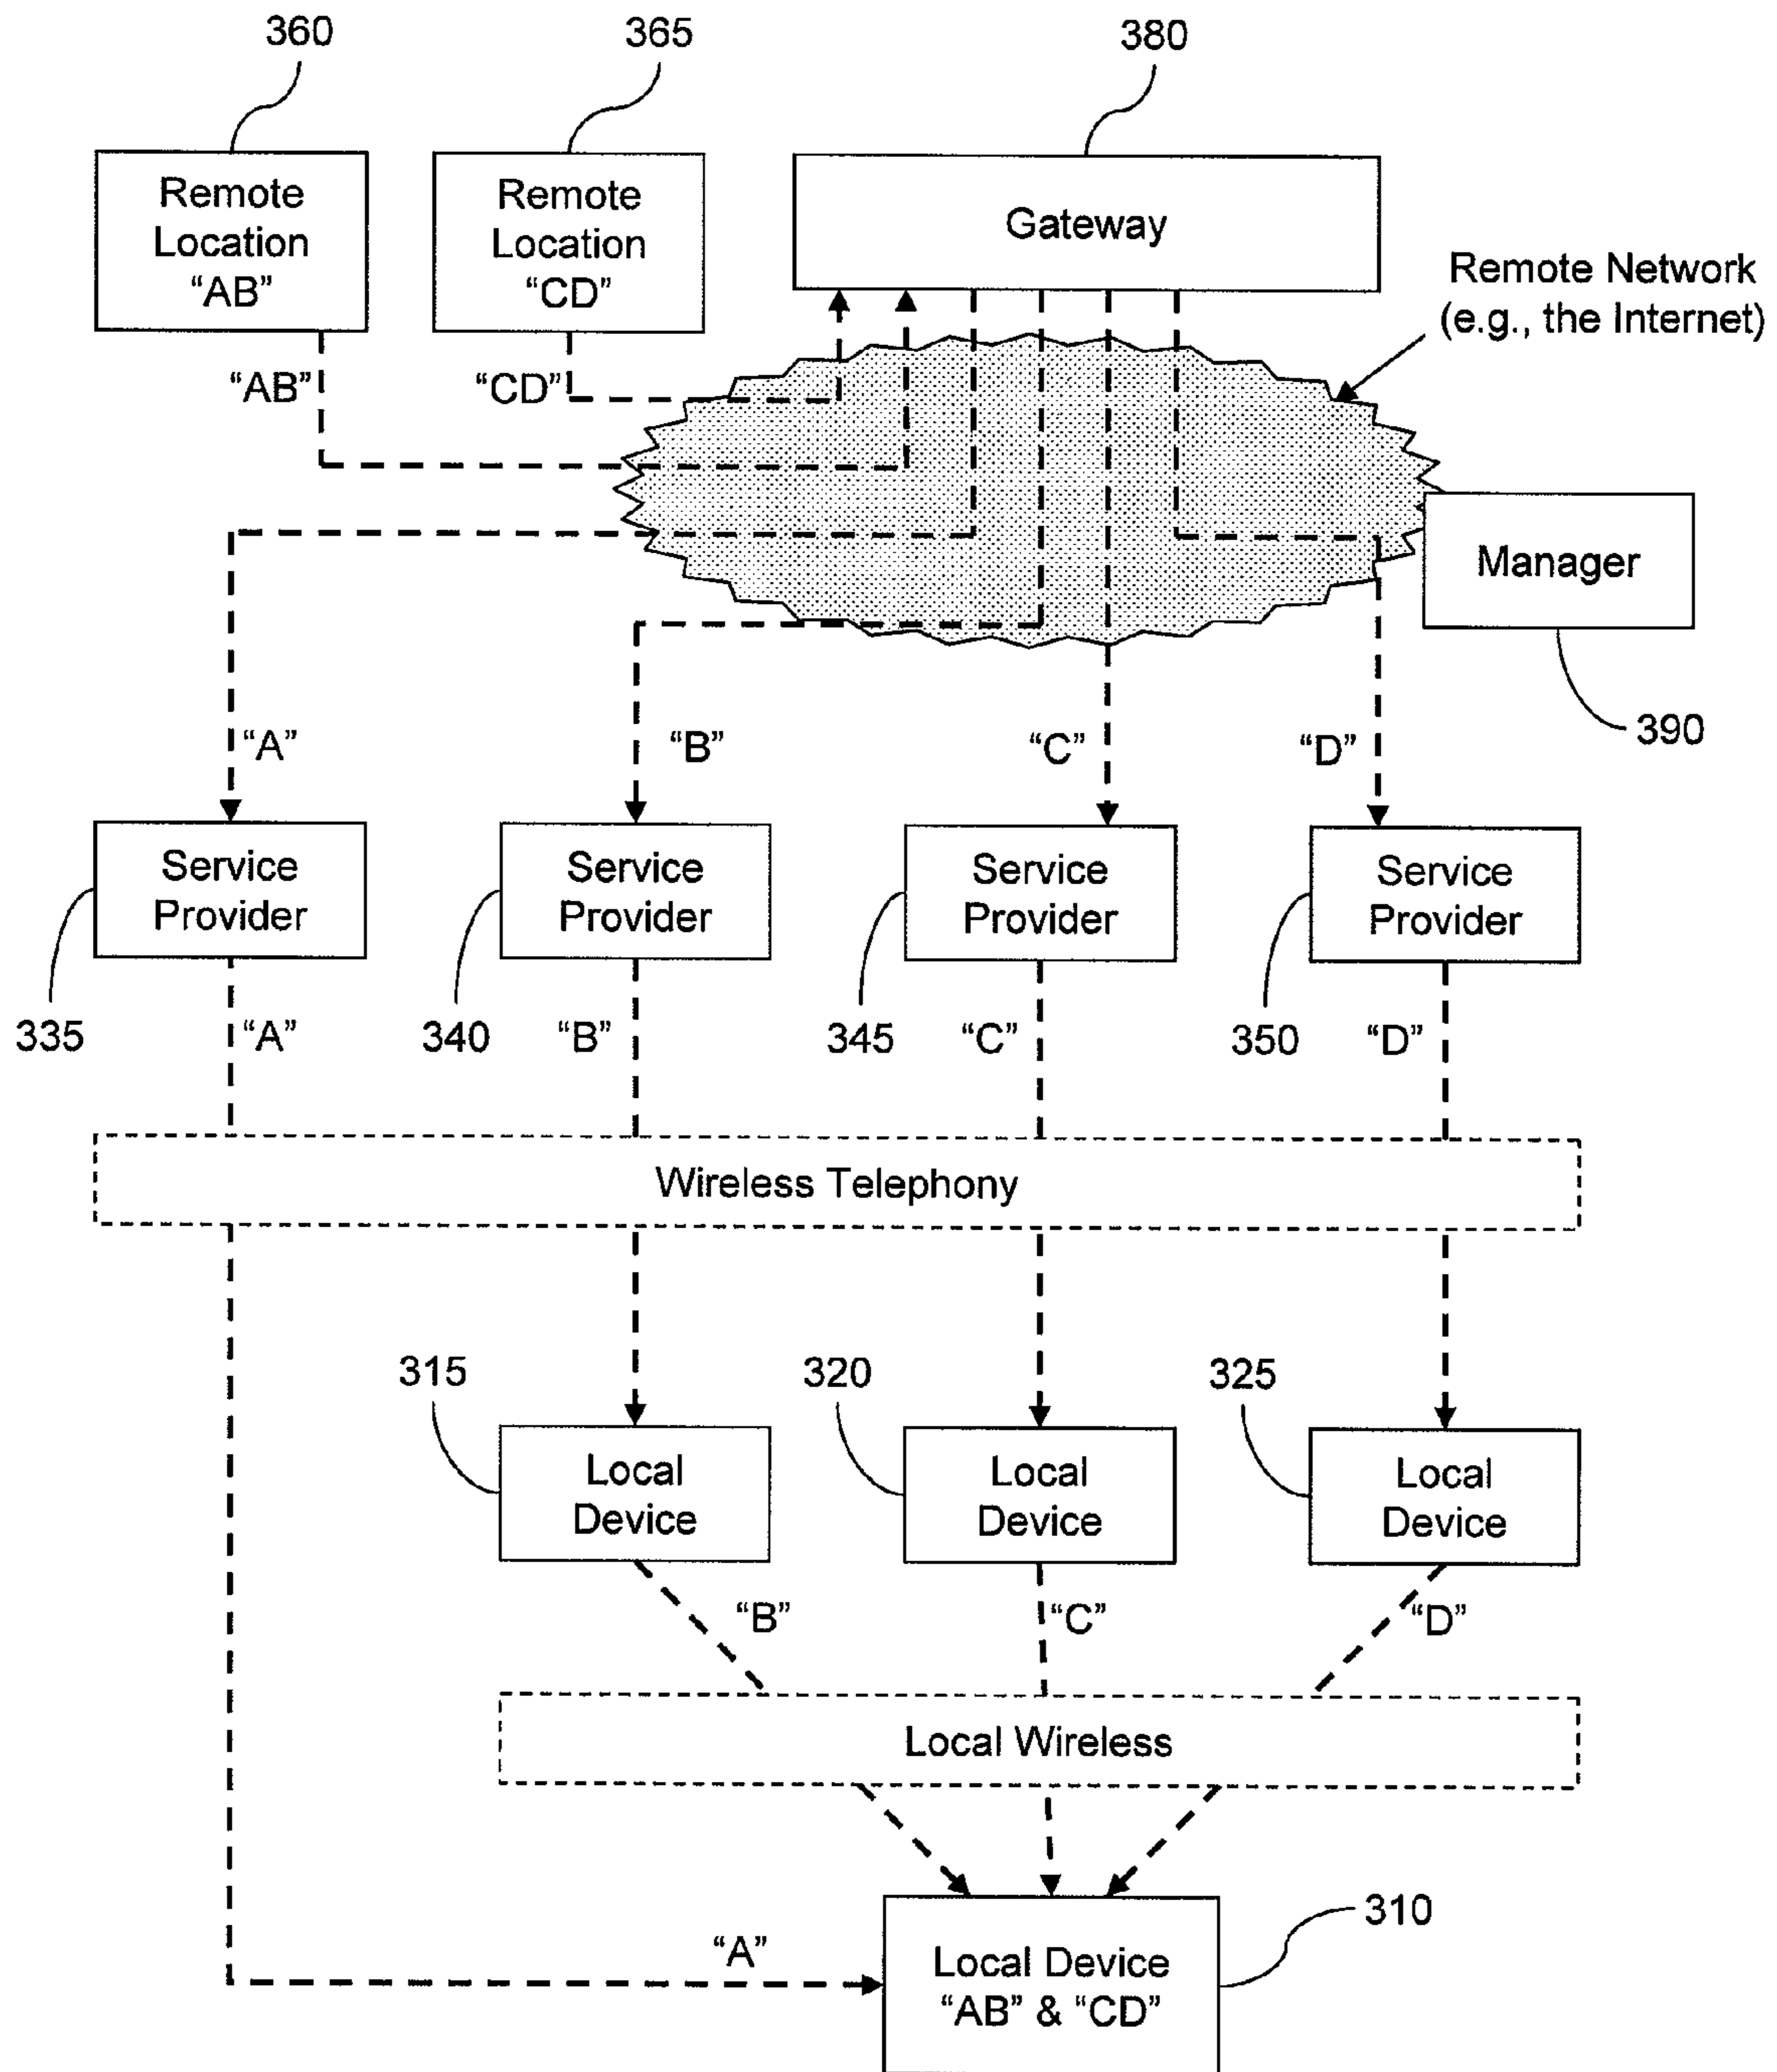 360
365
380
Remote
Location
“AB”
Remote
Location
“CD”
Gateway
Remote Network
(e.g., the Internet)
“AB”
“CD”
Manager
390
“A”
“B”
“C”
“D”
Service
Provider
Service
Provider
Service
Provider
Service
Provider
335
“A”
340
“B”
345
“C”
350
“D”
Wireless Telephony
315
320
325
Local
Device
Local
Device
Local
Device
“B”
“C”
“D”
Local Wireless
310
“A”
Local Device
“AB” & “CD”